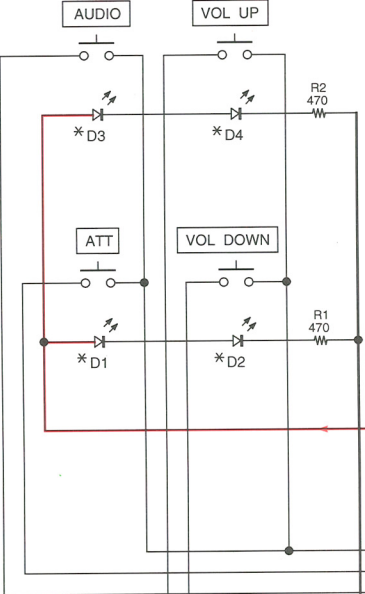 AUDIO
VOL UP
R2
470
* D3
* D4
ATT
VOL DOWN
R1
470
* D1
* D2